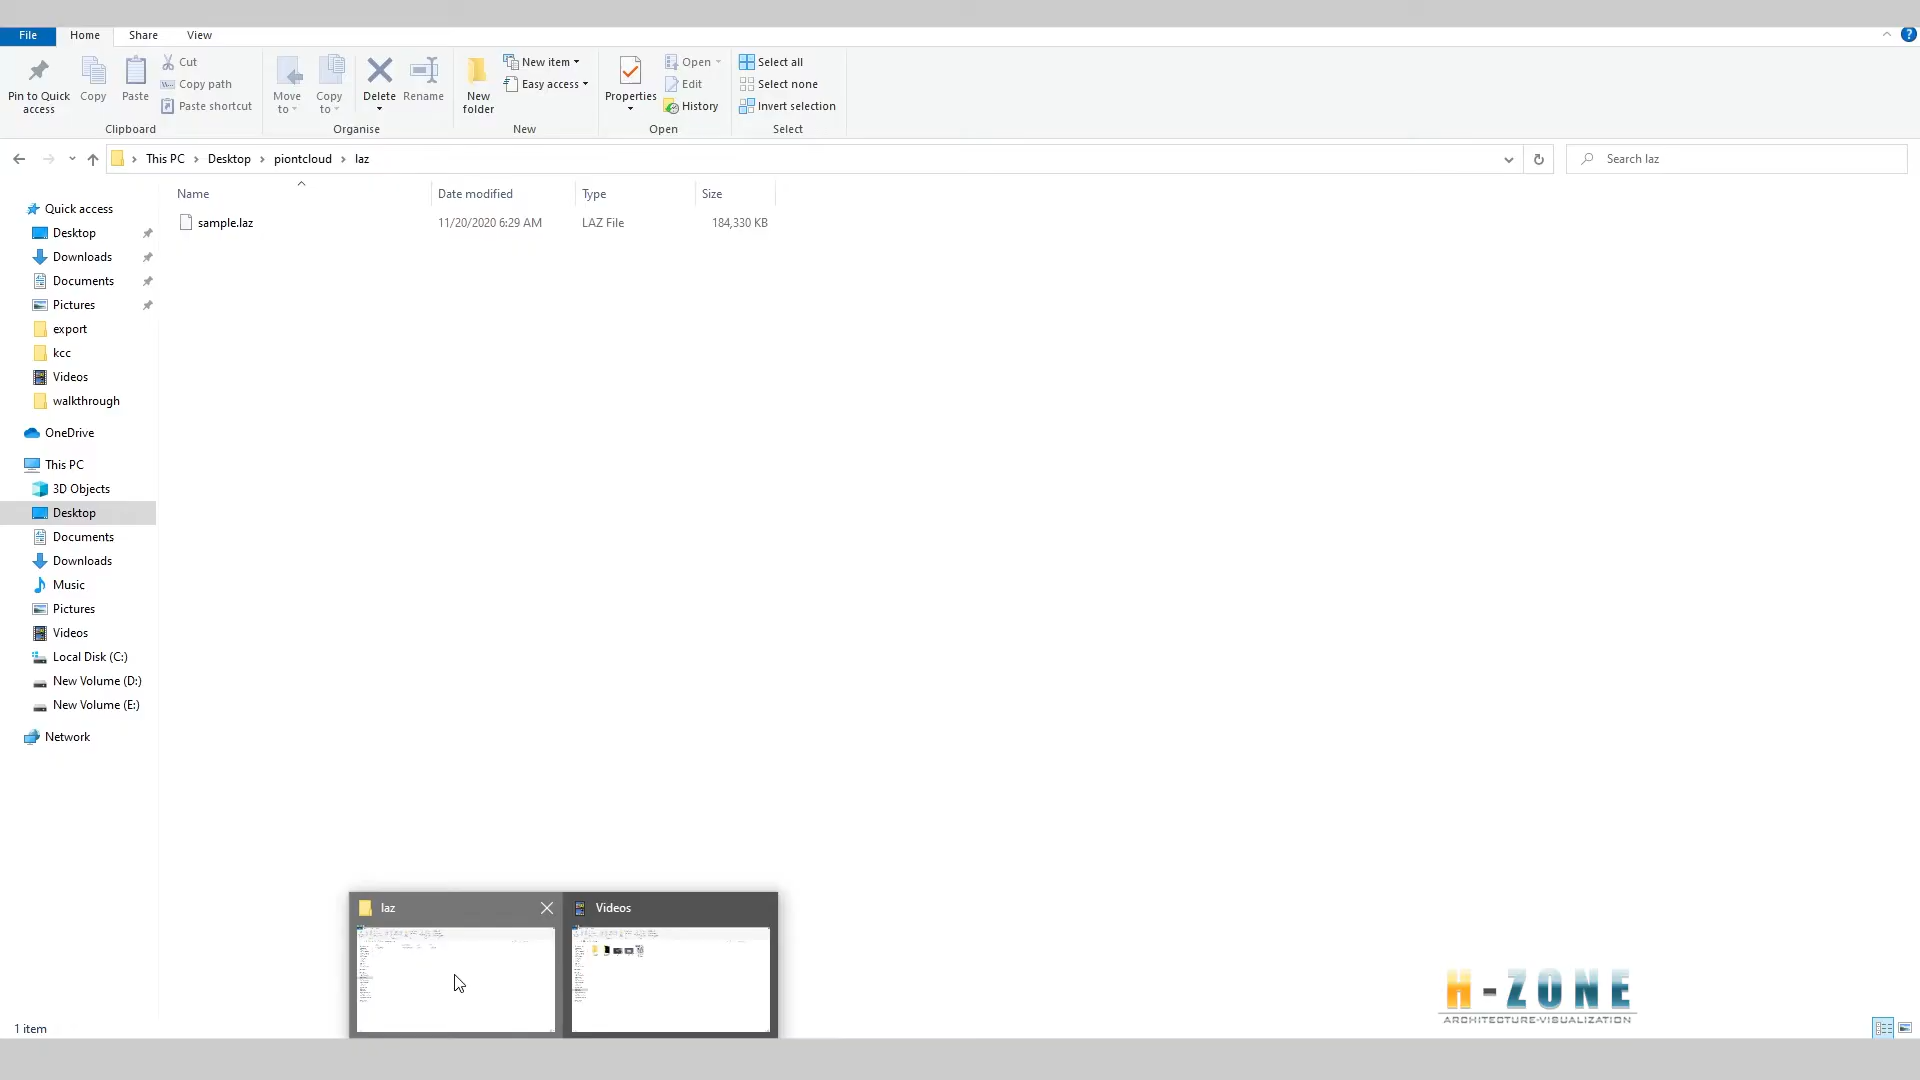 File Home Share View
Pin to Quick access
Copy
Paste
Cut
Copy path
Paste shortcut
Clipboard
Move to
Copy to
Delete
Rename
Organise
New folder
New item
Easy access
New
Properties
Open
Edit
History
Open
Select all
Select none
Invert selection
Select
This PC > Desktop > piontcloud > laz
Search laz
Name Date modified Type Size
sample.laz 11/20/2020 6:29 AM LAZ File 184,330 KB
Quick access
Desktop
Downloads
Documents
Pictures
export
kcc
Videos
walkthrough
OneDrive
This PC
3D Objects
Desktop
Documents
Downloads
Music
Pictures
Videos
Local Disk (C:)
New Volume (D:)
New Volume (E:)
Network
laz
Videos
H-ZONE
ARCHITECTURE-VISUALIZATION
1 item